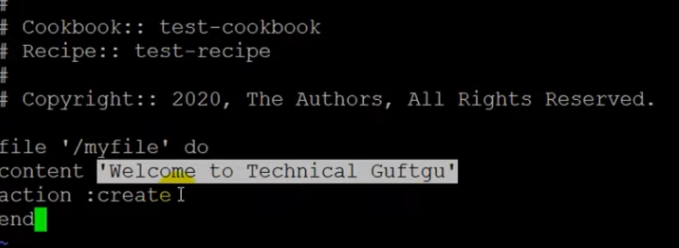 #
# Cookbook:: test-cookbook
# Recipe:: test-recipe
#
# Copyright:: 2020, The Authors, All Rights Reserved.
file '/myfile' do
content 'Welcome to Technical Guftgu'
action :create
end
~